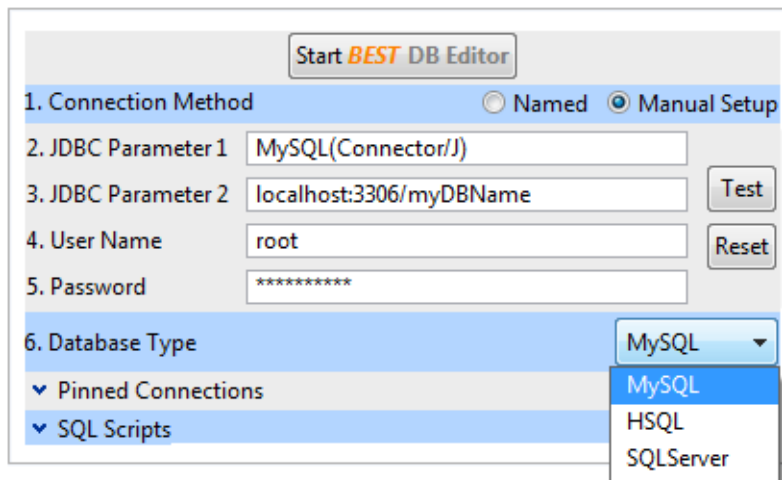 Start BEST DB Editor
1. Connection Method Named Manual Setup
2. JDBC Parameter 1 MySQL(Connector/J)
3. JDBC Parameter 2 localhost:3306/myDBName Test
4. User Name root Reset
5. Password **********
6. Database Type MySQL
Pinned Connections MySQL
SQL Scripts HSQL
SQLServer